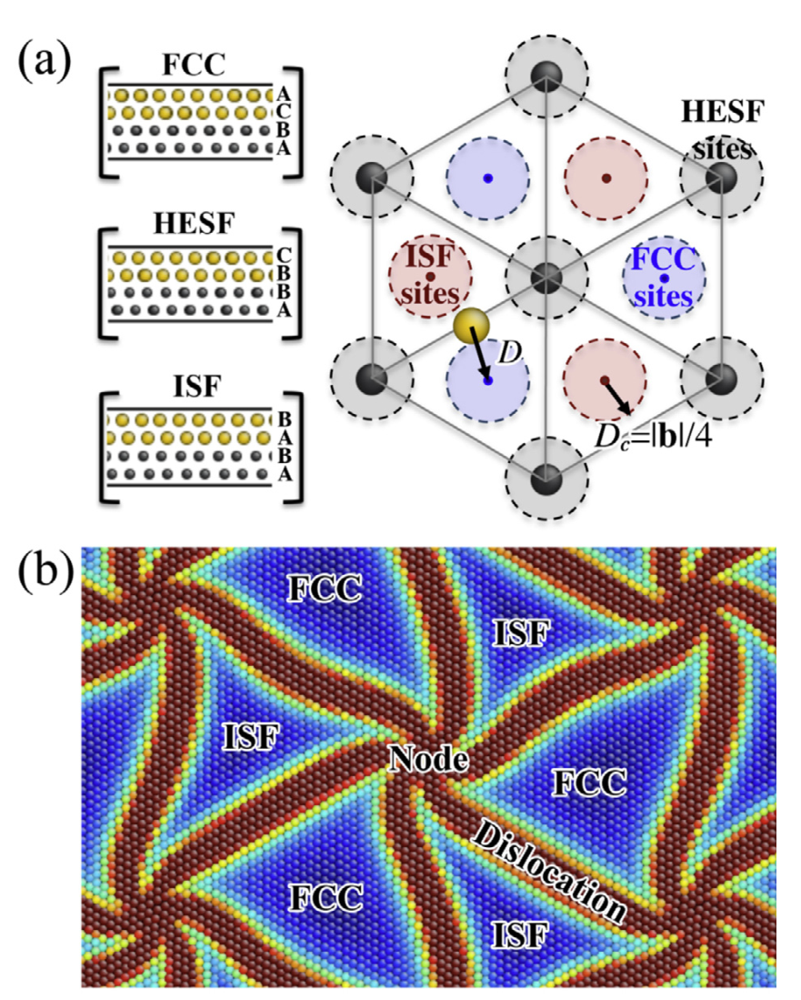 (a)
FCC
A
C
B
A
HESF
C
B
B
A
ISF
B
A
B
A
HESF
sites
ISF
sites
FCC
sites
D
D_c=|b|/4
(b)
FCC
ISF
ISF
Node
FCC
Dislocation
FCC
ISF